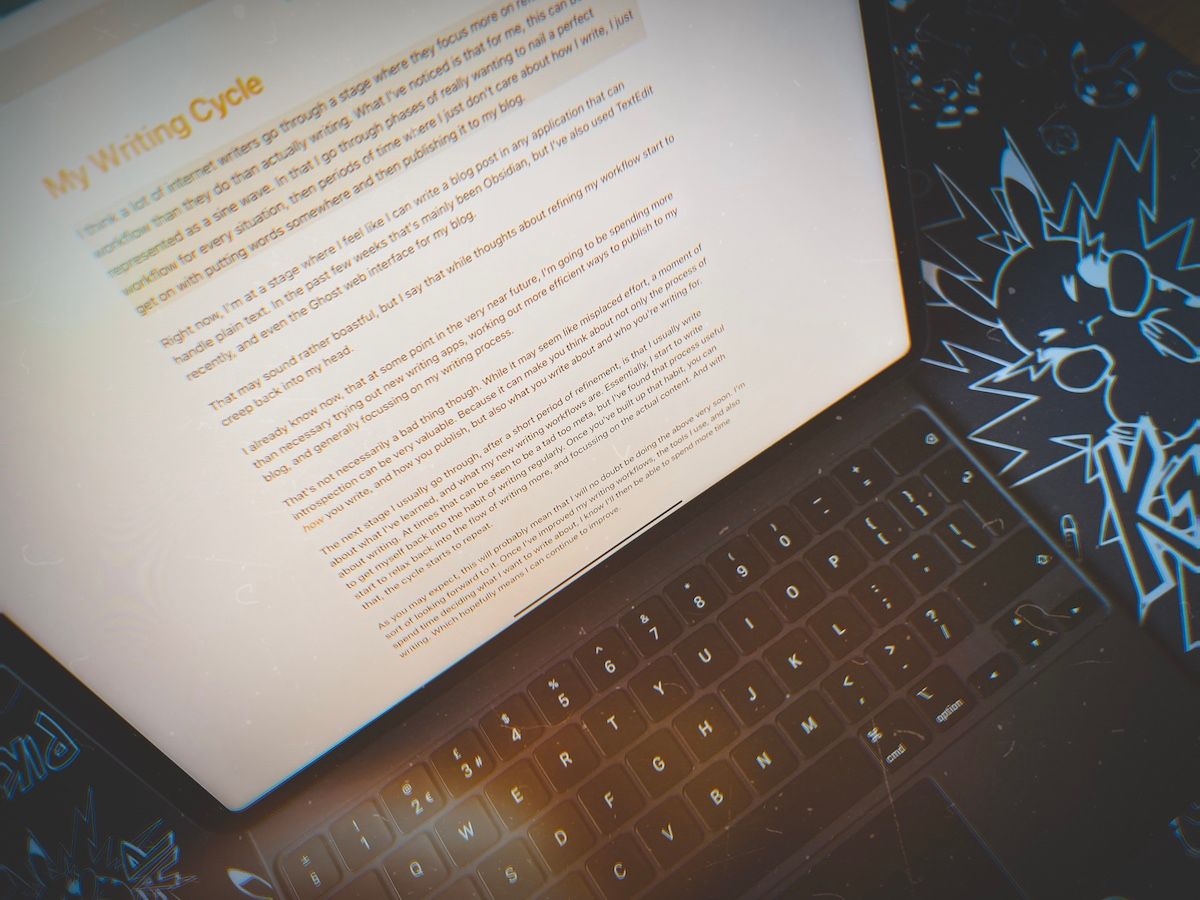 My Writing Cycle
I think a lot of internet writers go through a stage where they focus more on
workflow than they do than actually writing. What I've noticed is that for me, this can be
represented as a sine wave. In that I go through phases of really wanting to nail a perfect
workflow for every situation, then periods of time where I just don't care about how I write, I just
get on with putting words somewhere and then publishing it to my blog.
Right now, I'm at a stage where I feel like I can write a blog post in any application that can
handle plain text. In the past few weeks that's mainly been Obsidian, but I've also used TextEdit
recently, and even the Ghost web interface for my blog.
That may sound rather boastful, but I say that while thoughts about refining my workflow start to
creep back into my head.
I already know now, that at some point in the very near future, I'm going to be spending more
than necessary trying out new writing apps, working out more efficient ways to publish to my
blog, and generally focussing on my writing process.
That's not necessarily a bad thing though. While it may seem like misplaced effort, a moment of
introspection can be very valuable. Because it can make you think about not only the process of
how you write, and how you publish, but also what you write about and who you're writing for.
The next stage I usually go through, after a short period of refinement, is that I usually write
about what I've learned, and what my new writing workflows are. Essentially, I start to write
about writing. At times that can be seen to be a tad too meta, but I've found that process useful
to get myself back into the habit of writing regularly. Once you've built up that habit, you can
start to relax back into the flow of writing more, and focussing on the actual content. And with
that, the cycle starts to repeat.
As you may expect, this will probably mean that I will no doubt be doing the above very soon. I'm
sort of looking forward to it. Once I've improved my writing workflows, the tools I use, and also
spend time deciding what I want to write about, I know I'll then be able to spend more time
writing. Which hopefully means I can continue to improve.
± § ! 1 @ 2 € £ 3 # $ 4 % 5 ^ 6 & 7 * 8 ( 9 ) 0 _ - + =
Q W E R T Y U I O P { [ } ]
S D F G H J K L : ; " ' | \
C V B N M < , > . ? /
⌘ cmd ⌥ option
PIK